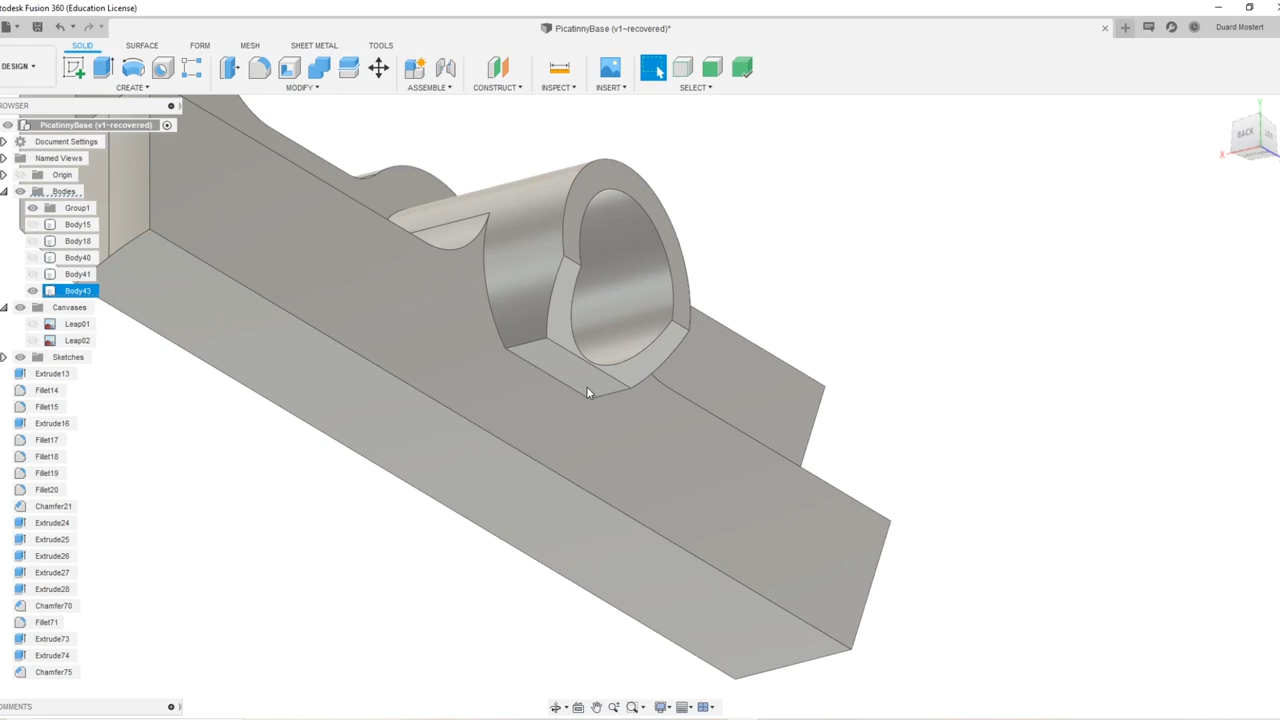 utodesk Fusion 360 (Education License)
PicatinnyBase (v1~recovered)*
Duard Mostert
SOLID SURFACE FORM MESH SHEET METAL TOOLS
DESIGN
CREATE MODIFY ASSEMBLE CONSTRUCT INSPECT INSERT SELECT
ROWSER
PicatinnyBase (v1~recovered)
Document Settings
Named Views
Origin
Bodies
Group1
Body15
Body18
Body40
Body41
Body43
Canvases
Leap01
Leap02
Sketches
Extrude13
Fillet14
Fillet15
Extrude16
Fillet17
Fillet18
Fillet19
Fillet20
Chamfer21
Extrude24
Extrude25
Extrude26
Extrude27
Extrude28
Chamfer70
Fillet71
Extrude73
Extrude74
Chamfer75
OMMENTS
BACK
X
Y